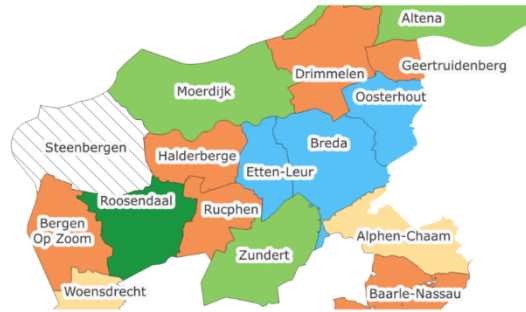 Altena
Drimmelen
Geertruidenberg
Moerdijk
Oosterhout
Steenbergen
Halderberge
Breda
Etten-Leur
Roosendaal
Rucphen
Bergen
Op Zoom
Alphen-Chaam
Zundert
Woensdrecht
Baarle-Nassau